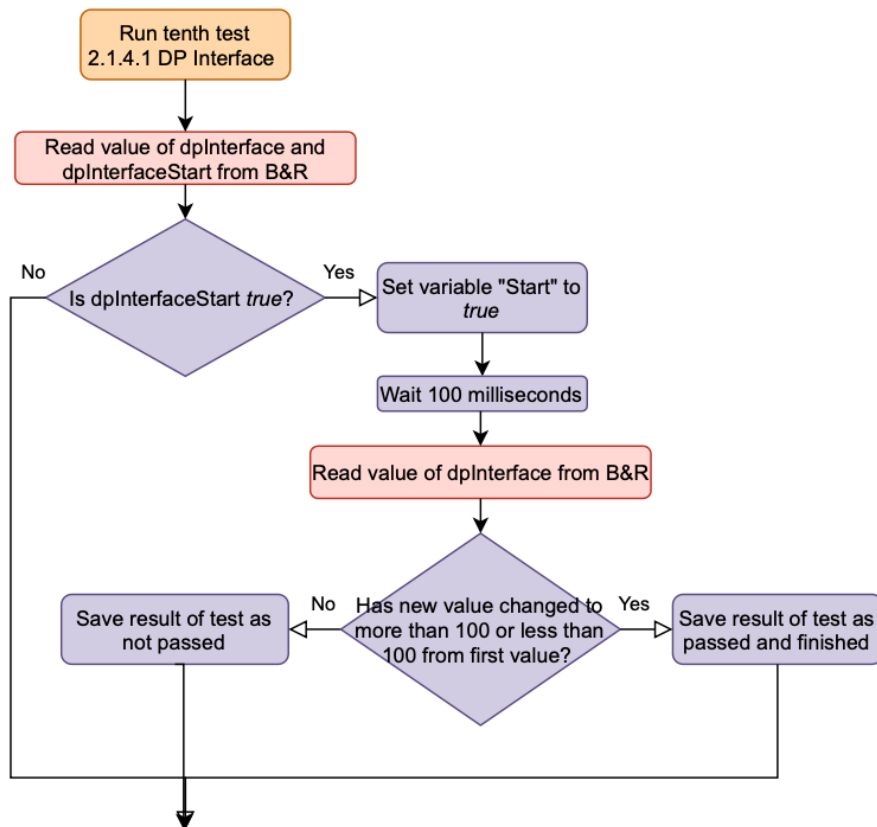 Run tenth test
2.1.4.1 DP Interface
Read value of dpInterface and
dpInterfaceStart from B&R
No
Yes
Is dpInterfaceStart true?
Set variable "Start" to
true
Wait 100 milliseconds
Read value of dpInterface from B&R
No
Has new value changed to
more than 100 or less than
100 from first value?
Yes
Save result of test as
not passed
Save result of test as
passed and finished